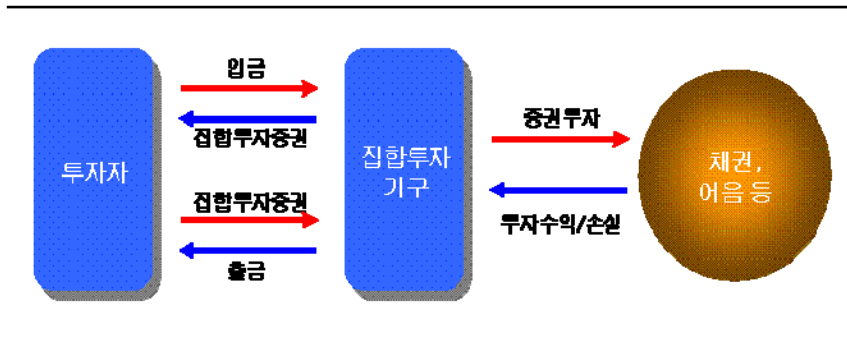 입금
집합투자증권
투자자
집합투자증권
출금
집합투자
기구
증권투자
투자수익/손실
채권,
어음 등